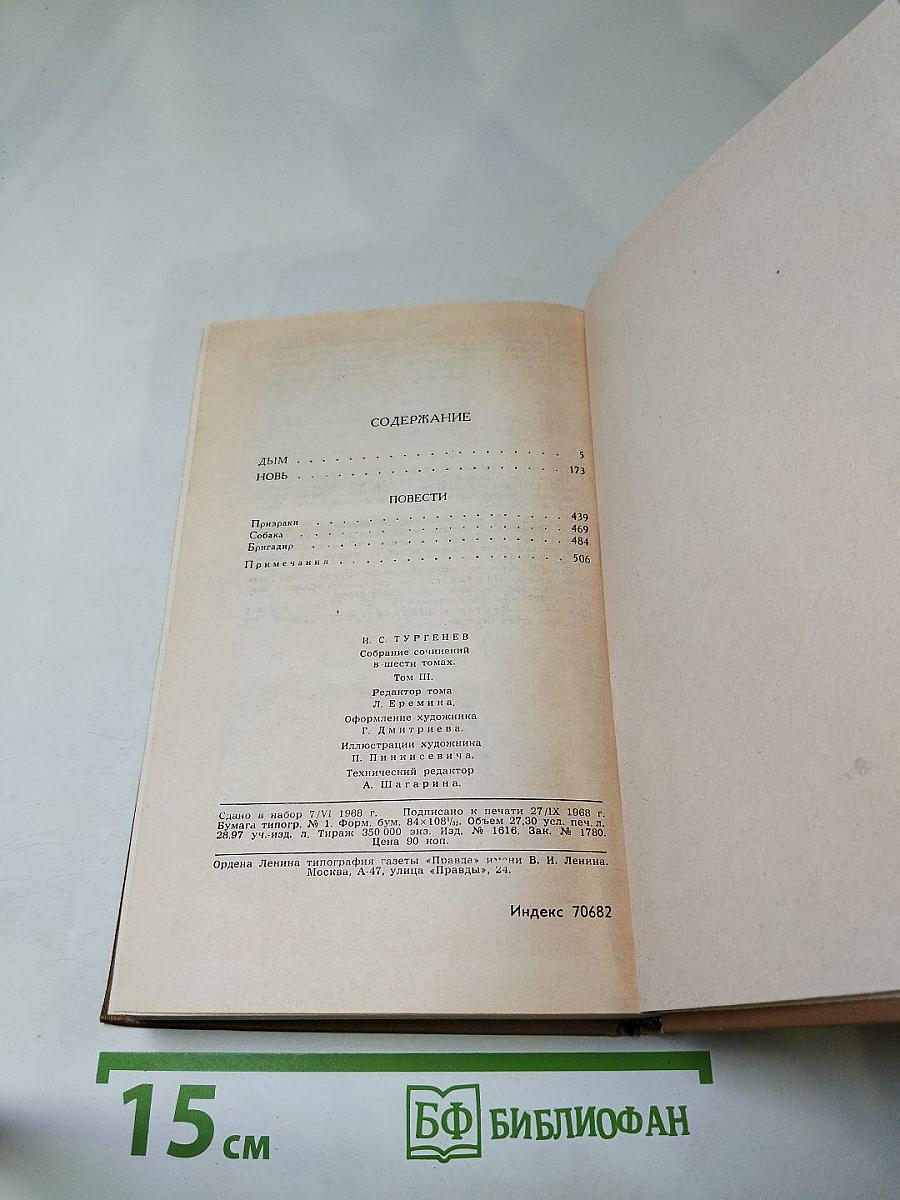 СОДЕРЖАНИЕ
ДЫМ . . . . . . . . . . . . . . . . . . 5
НОВЬ . . . . . . . . . . . . . . . . . . 173
ПОВЕСТИ
Призраки . . . . . . . . . . . . . . . . . . 439
Собака . . . . . . . . . . . . . . . . . . 469
Бригадир . . . . . . . . . . . . . . . . . . 484
Примечания . . . . . . . . . . . . . . . . . . 506
И. С. ТУРГЕНЕВ
Собрание сочинений
в шести томах.
Том III.
Редактор тома
Л. Еремина.
Оформление художника
Г. Дмитриева.
Иллюстрации художника
П. Пинкисевича.
Технический редактор
А. Шагарина.
Сдано в набор 7/VI 1968 г. Подписано к печати 27/IX 1968 г.
Бумага типогр. № 1. Форм. бум. 84×108¹/₃₂. Объем 27,30 усл. печ. л.
28,97 уч.-изд. л. Тираж 350 000 экз. Изд. № 1616. Зак. № 1780.
Цена 90 коп.
Ордена Ленина типография газеты «Правда» имени В. И. Ленина.
Москва, А-47, улица «Правды», 24.
Индекс 70682
15 см
БФ БИБЛИОФАН